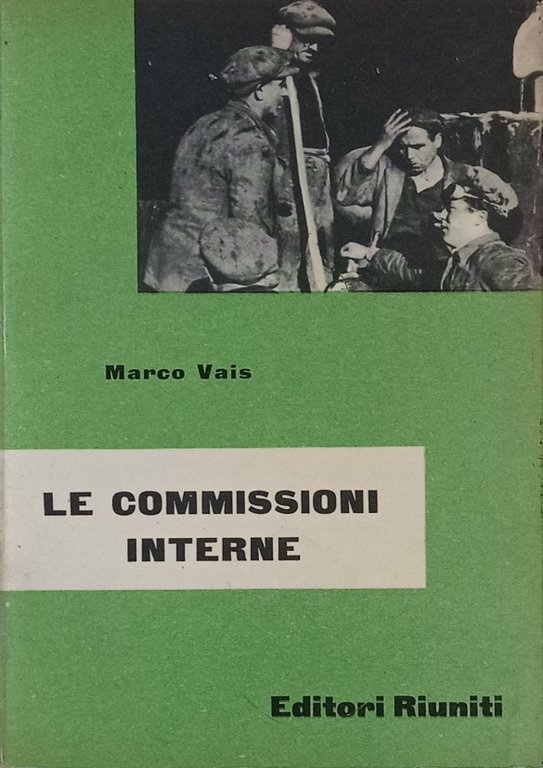 Marco Vais
LE COMMISSIONI
INTERNE
Editori Riuniti